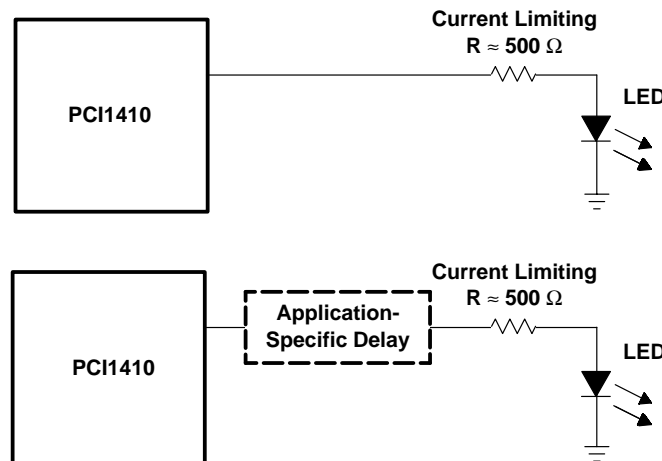 Current Limiting
R ≈ 500 Ω
LED
PCI1410
Current Limiting
R ≈ 500 Ω
Application-
Specific Delay
LED
PCI1410